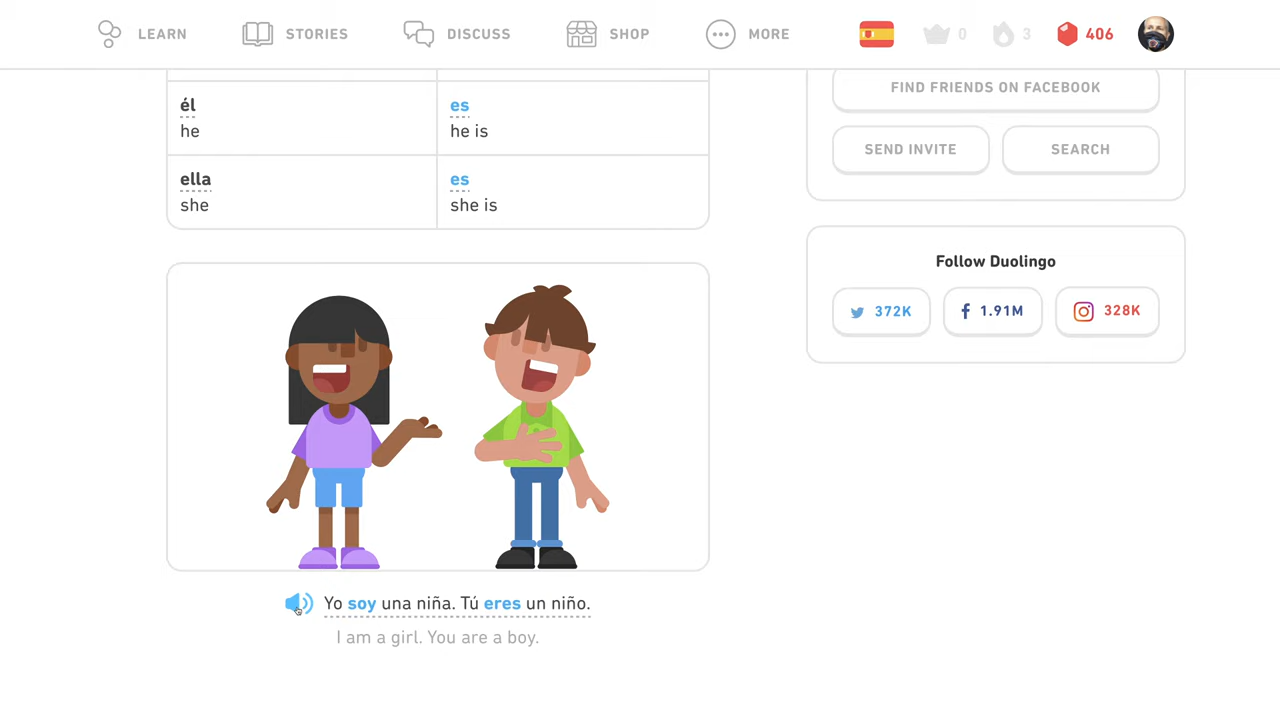 LEARN
STORIES
DISCUSS
SHOP
MORE
0
3
406
él
he
es
he is
ella
she
es
she is
Yo soy una niña. Tú eres un niño.
I am a girl. You are a boy.
FIND FRIENDS ON FACEBOOK
SEND INVITE
SEARCH
Follow Duolingo
372K
1.91M
328K